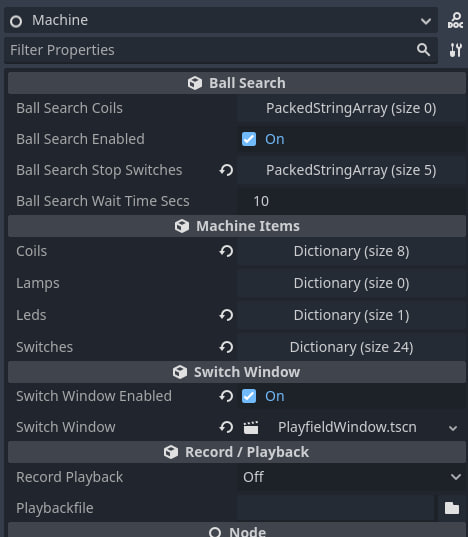 Machine
DOC
Filter Properties
Ball Search
Ball Search Coils PackedStringArray (size 0)
Ball Search Enabled On
Ball Search Stop Switches PackedStringArray (size 5)
Ball Search Wait Time Secs 10
Machine Items
Coils Dictionary (size 8)
Lamps Dictionary (size 0)
Leds Dictionary (size 1)
Switches Dictionary (size 24)
Switch Window
Switch Window Enabled On
Switch Window PlayfieldWindow.tscn
Record / Playback
Record Playback Off
Playbackfile
Node